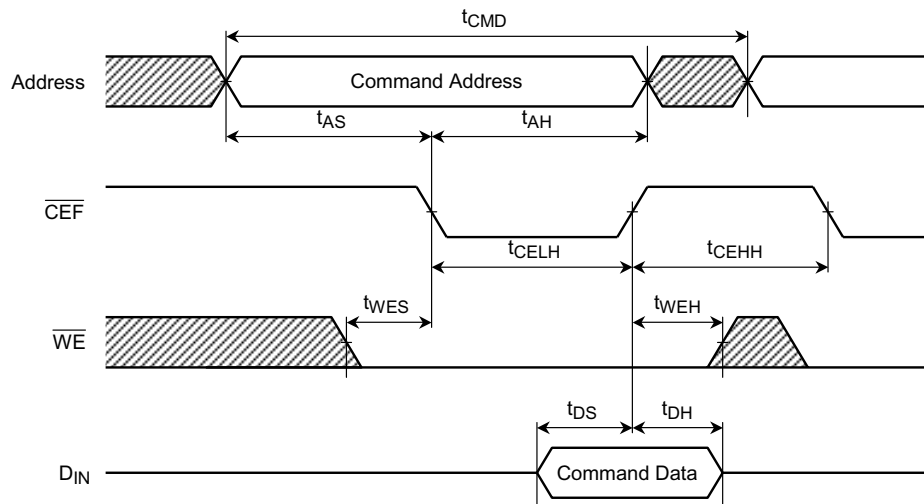 tCMD
Address
Command Address
tAS
tAH
CEF
tCELH
tCEHH
tWES
tWEH
WE
tDS
tDH
DIN
Command Data